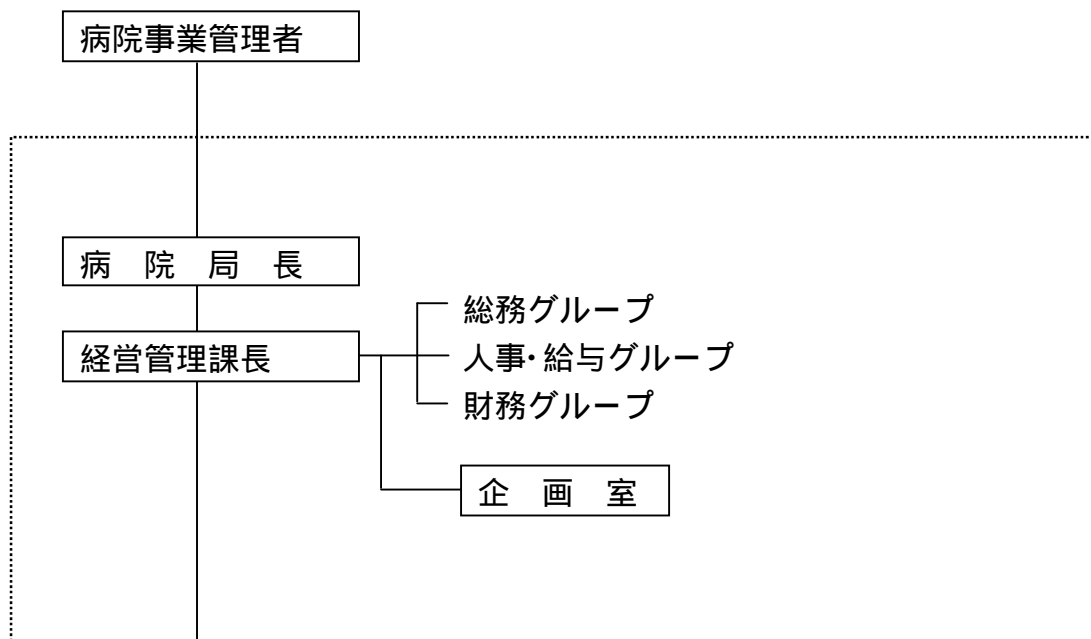 病院事業管理者
病　院　局　長
総務グループ
経営管理課長
人事・給与グループ
財務グループ
企　画　室